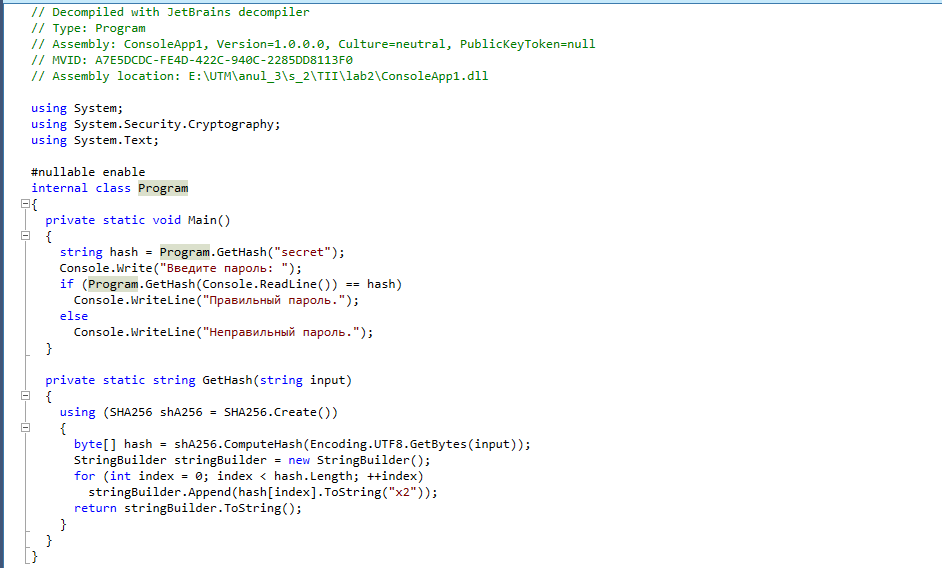 // Decompiled with JetBrains decompiler
// Type: Program
// Assembly: ConsoleApp1, Version=1.0.0.0, Culture=neutral, PublicKeyToken=null
// MVID: A7E5DCDC-FE4D-422C-940C-2285DD8113F0
// Assembly location: E:\UTM\anul_3\s_2\TII\lab2\ConsoleApp1.dll

using System;
using System.Security.Cryptography;
using System.Text;

#nullable enable
internal class Program
{
  private static void Main()
  {
    string hash = Program.GetHash("secret");
    Console.Write("Введите пароль: ");
    if (Program.GetHash(Console.ReadLine()) == hash)
      Console.WriteLine("Правильный пароль.");
    else
      Console.WriteLine("Неправильный пароль.");
  }

  private static string GetHash(string input)
  {
    using (SHA256 shA256 = SHA256.Create())
    {
      byte[] hash = shA256.ComputeHash(Encoding.UTF8.GetBytes(input));
      StringBuilder stringBuilder = new StringBuilder();
      for (int index = 0; index < hash.Length; ++index)
        stringBuilder.Append(hash[index].ToString("x2"));
      return stringBuilder.ToString();
    }
  }
}